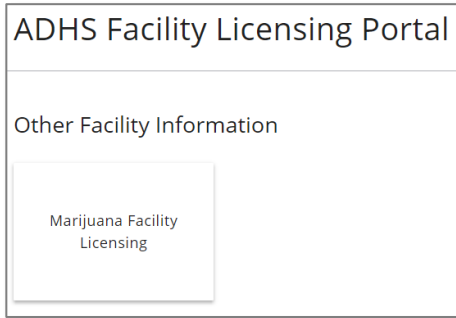 ADHS Facility Licensing Portal
Other Facility Information
Marijuana Facility
Licensing